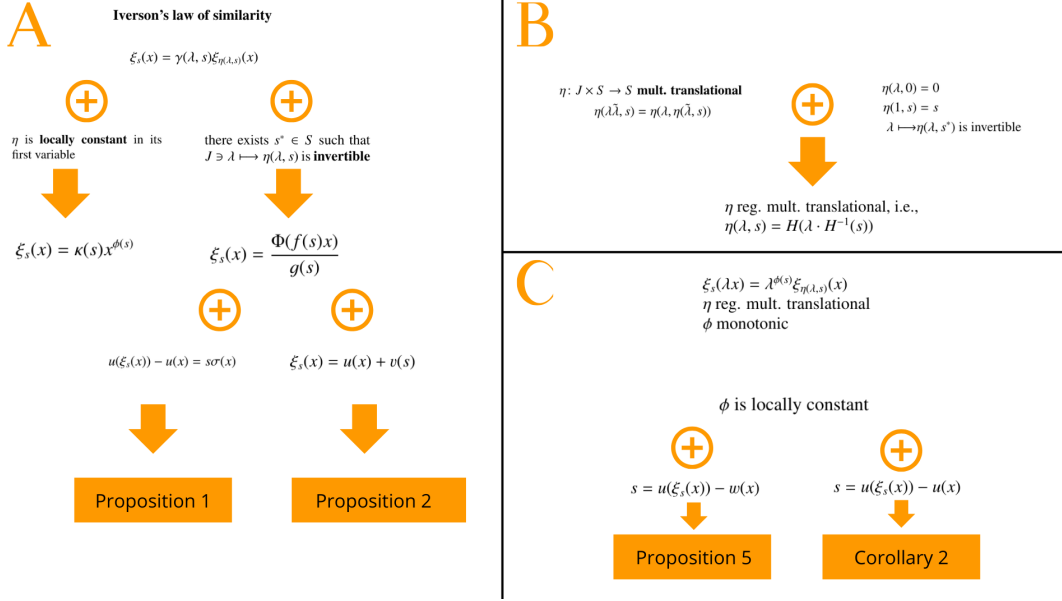 A
Iverson's law of similarity
ξ_s(x) = γ(λ, s)ξ_{η(λ,s)}(x)
η is locally constant in its
first variable
there exists s* ∈ S such that
J ∋ λ ⟼ η(λ, s) is invertible
ξ_s(x) = κ(s)x^{ϕ(s)}
ξ_s(x) = Φ(f(s)x) / g(s)
u(ξ_s(x)) − u(x) = sσ(x)
ξ_s(x) = u(x) + v(s)
Proposition 1
Proposition 2
B
η: J × S → S mult. translational
η(λλ̃, s) = η(λ, η(λ̃, s))
η(λ, 0) = 0
η(1, s) = s
λ ⟼ η(λ, s*) is invertible
η reg. mult. translational, i.e.,
η(λ, s) = H(λ · H⁻¹(s))
C
ξ_s(λx) = λ^{ϕ(s)}ξ_{η(λ,s)}(x)
η reg. mult. translational
ϕ monotonic
ϕ is locally constant
s = u(ξ_s(x)) − w(x)
s = u(ξ_s(x)) − u(x)
Proposition 5
Corollary 2